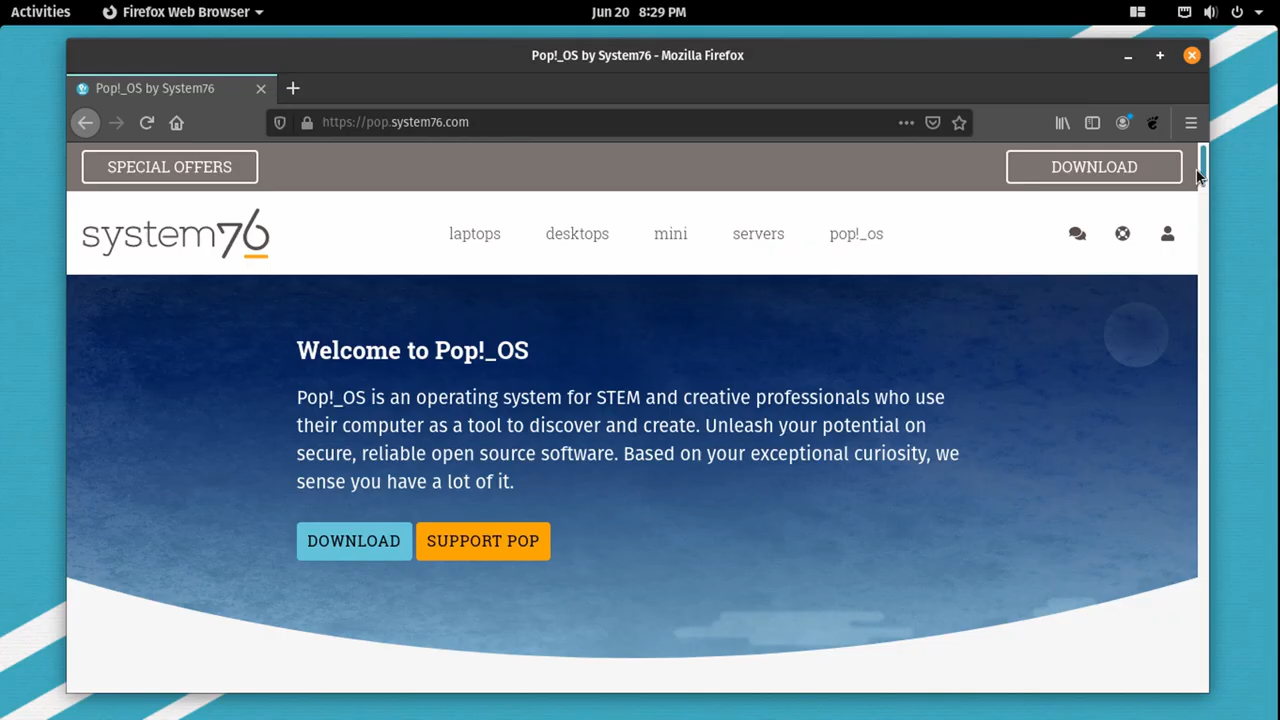 Activities
Firefox Web Browser
Jun 20 8:29 PM
Pop!_OS by System76 - Mozilla Firefox
Pop!_OS by System76
https://pop.system76.com
SPECIAL OFFERS
DOWNLOAD
system76
laptops
desktops
mini
servers
pop!_os
Welcome to Pop!_OS
Pop!_OS is an operating system for STEM and creative professionals who use
their computer as a tool to discover and create. Unleash your potential on
secure, reliable open source software. Based on your exceptional curiosity, we
sense you have a lot of it.
DOWNLOAD
SUPPORT POP